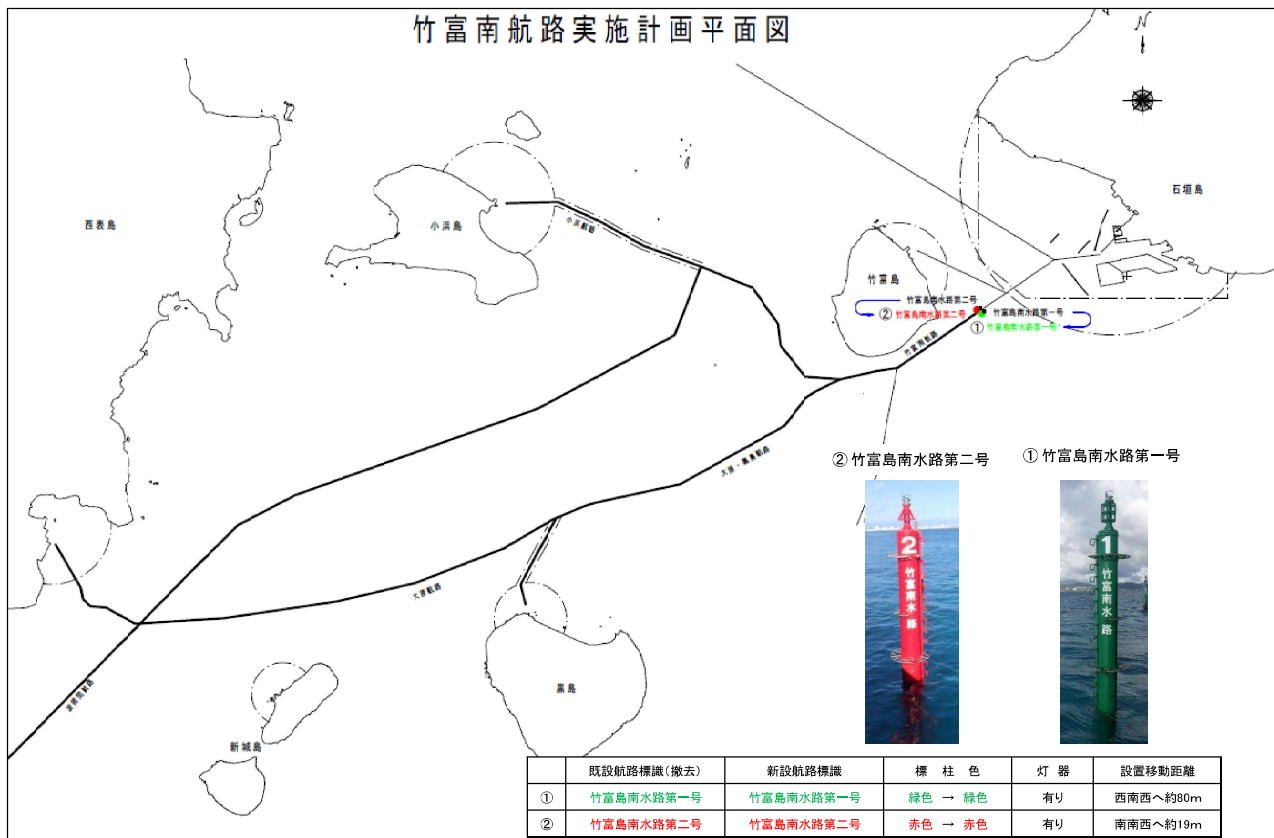 竹富南航路実施計画平面図
N
石垣島
西表島
小浜島
小浜航路
竹富島
竹富島南水路第二号
② 竹富島南水路第二号
竹富島南水路第一号
① 竹富島南水路第一号
竹富南航路
大原・黒島航路
② 竹富島南水路第二号
① 竹富島南水路第一号
2
竹富南水路
1
竹富南水路
大原航路
波照間航路
黒島
新城島
既設航路標識(撤去) 新設航路標識 標柱色 灯器 設置移動距離
① 竹富島南水路第一号 竹富島南水路第一号 緑色 → 緑色 有り 西南西へ約80m
② 竹富島南水路第二号 竹富島南水路第二号 赤色 → 赤色 有り 南南西へ約19m